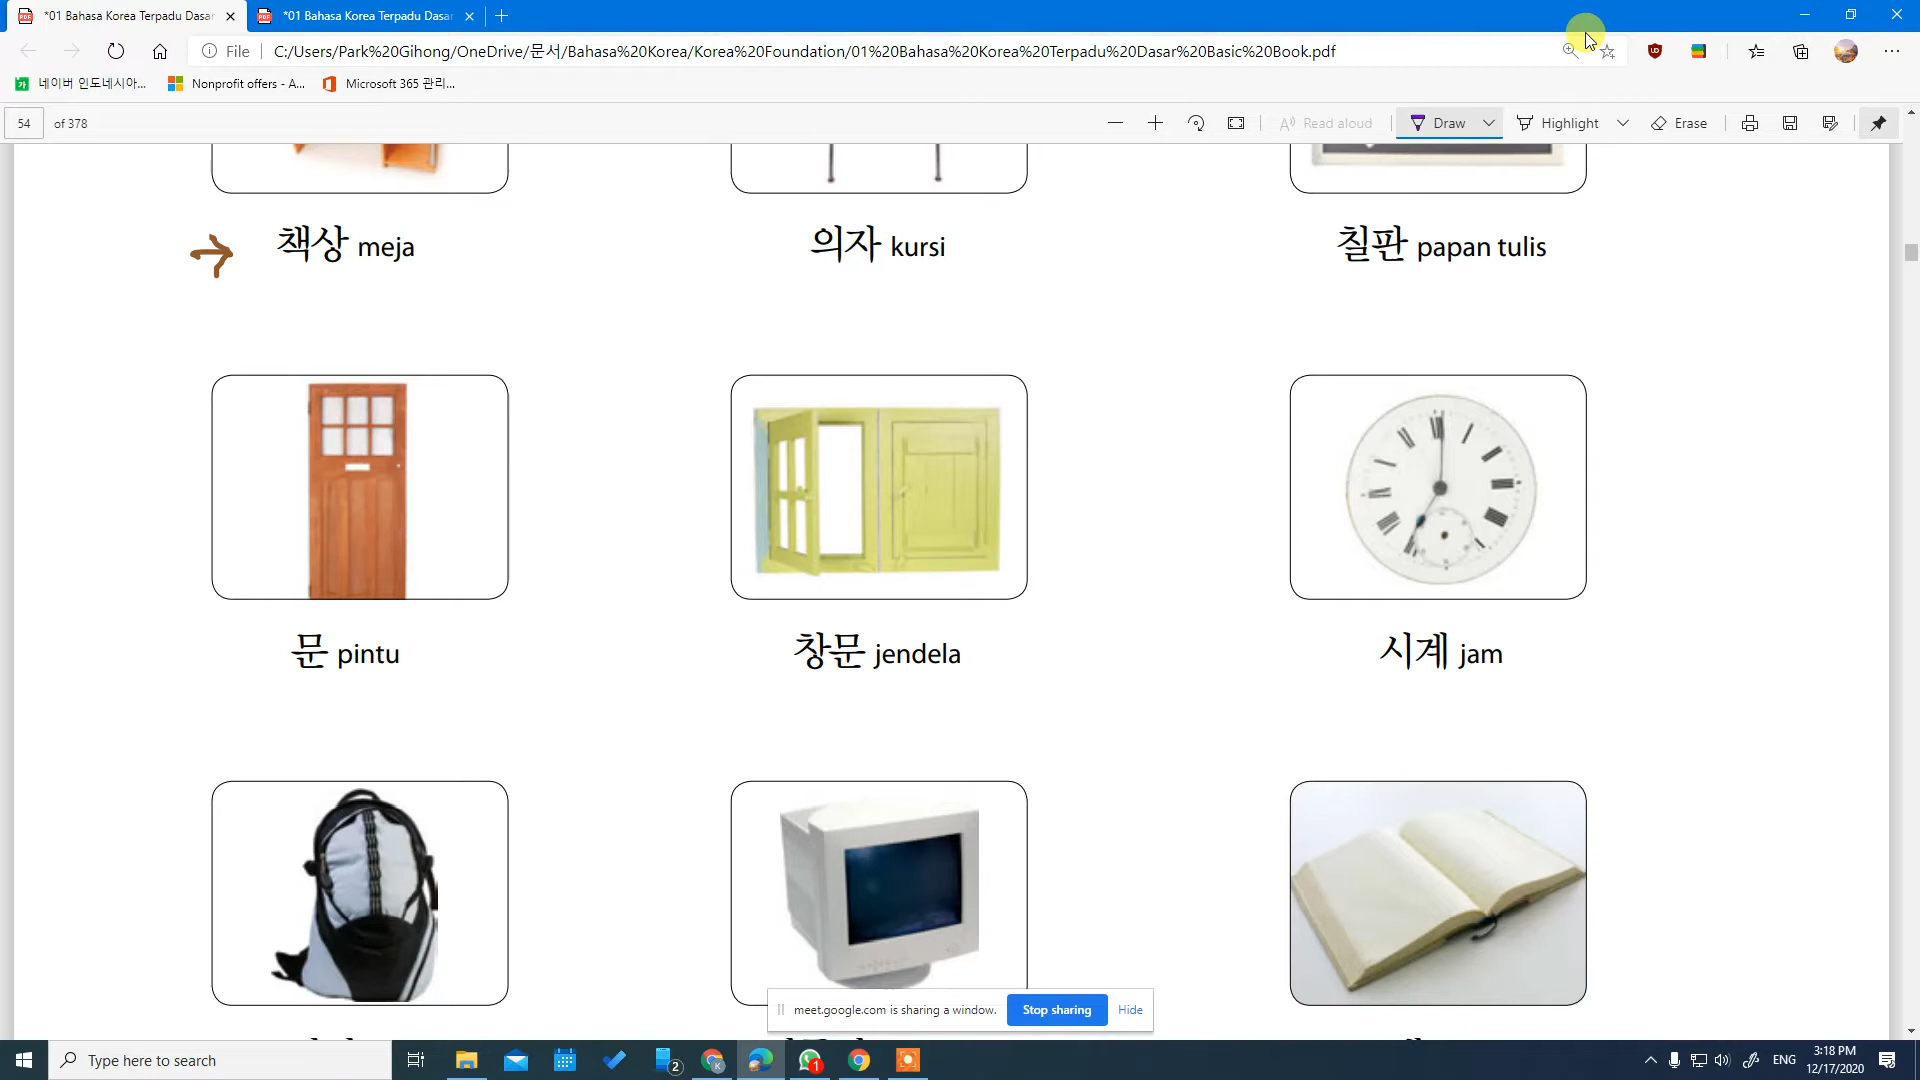 *01 Bahasa Korea Terpadu Dasar
*01 Bahasa Korea Terpadu Dasar
File
C:/Users/Park%20Gihong/OneDrive/문서/Bahasa%20Korea/Korea%20Foundation/01%20Bahasa%20Korea%20Terpadu%20Dasar%20Basic%20Book.pdf
네이버 인도네시아...
Nonprofit offers - A...
Microsoft 365 관리...
54 of 378
Read aloud
Draw
Highlight
Erase
책상 meja
의자 kursi
칠판 papan tulis
문 pintu
창문 jendela
시계 jam
meet.google.com is sharing a window.
Stop sharing
Hide
Type here to search
2
1
ENG
3:18 PM
12/17/2020